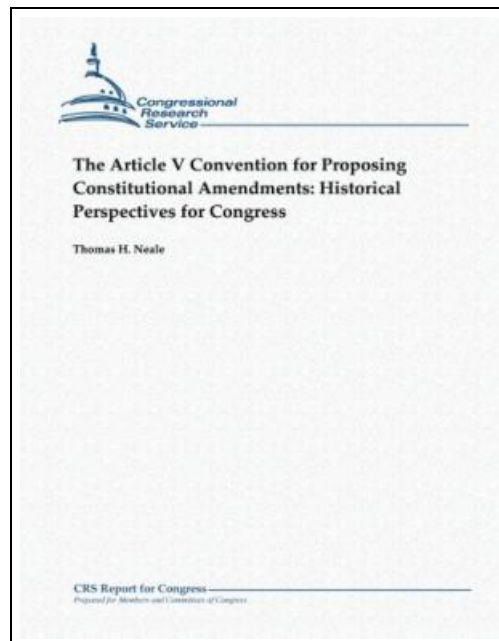 Congressional
Research
Service
The Article V Convention for Proposing
Constitutional Amendments: Historical
Perspectives for Congress
Thomas H. Neale
CRS Report for Congress
Prepared for Members and Committees of Congress